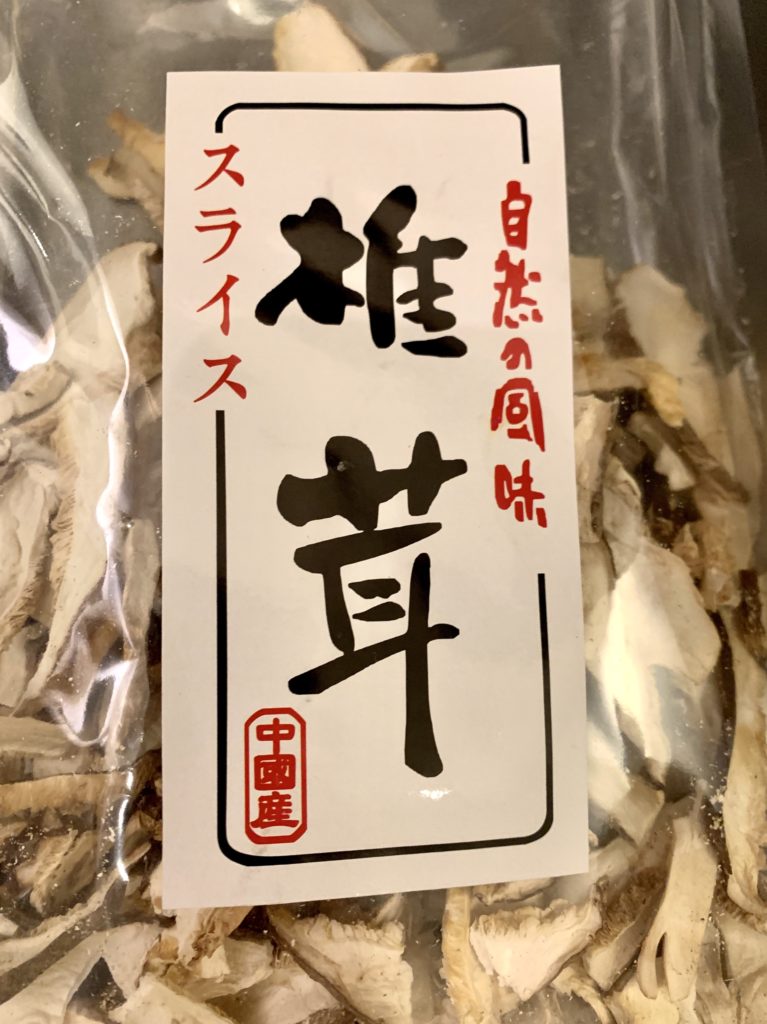 自然の風味
椎茸
スライス
中國産